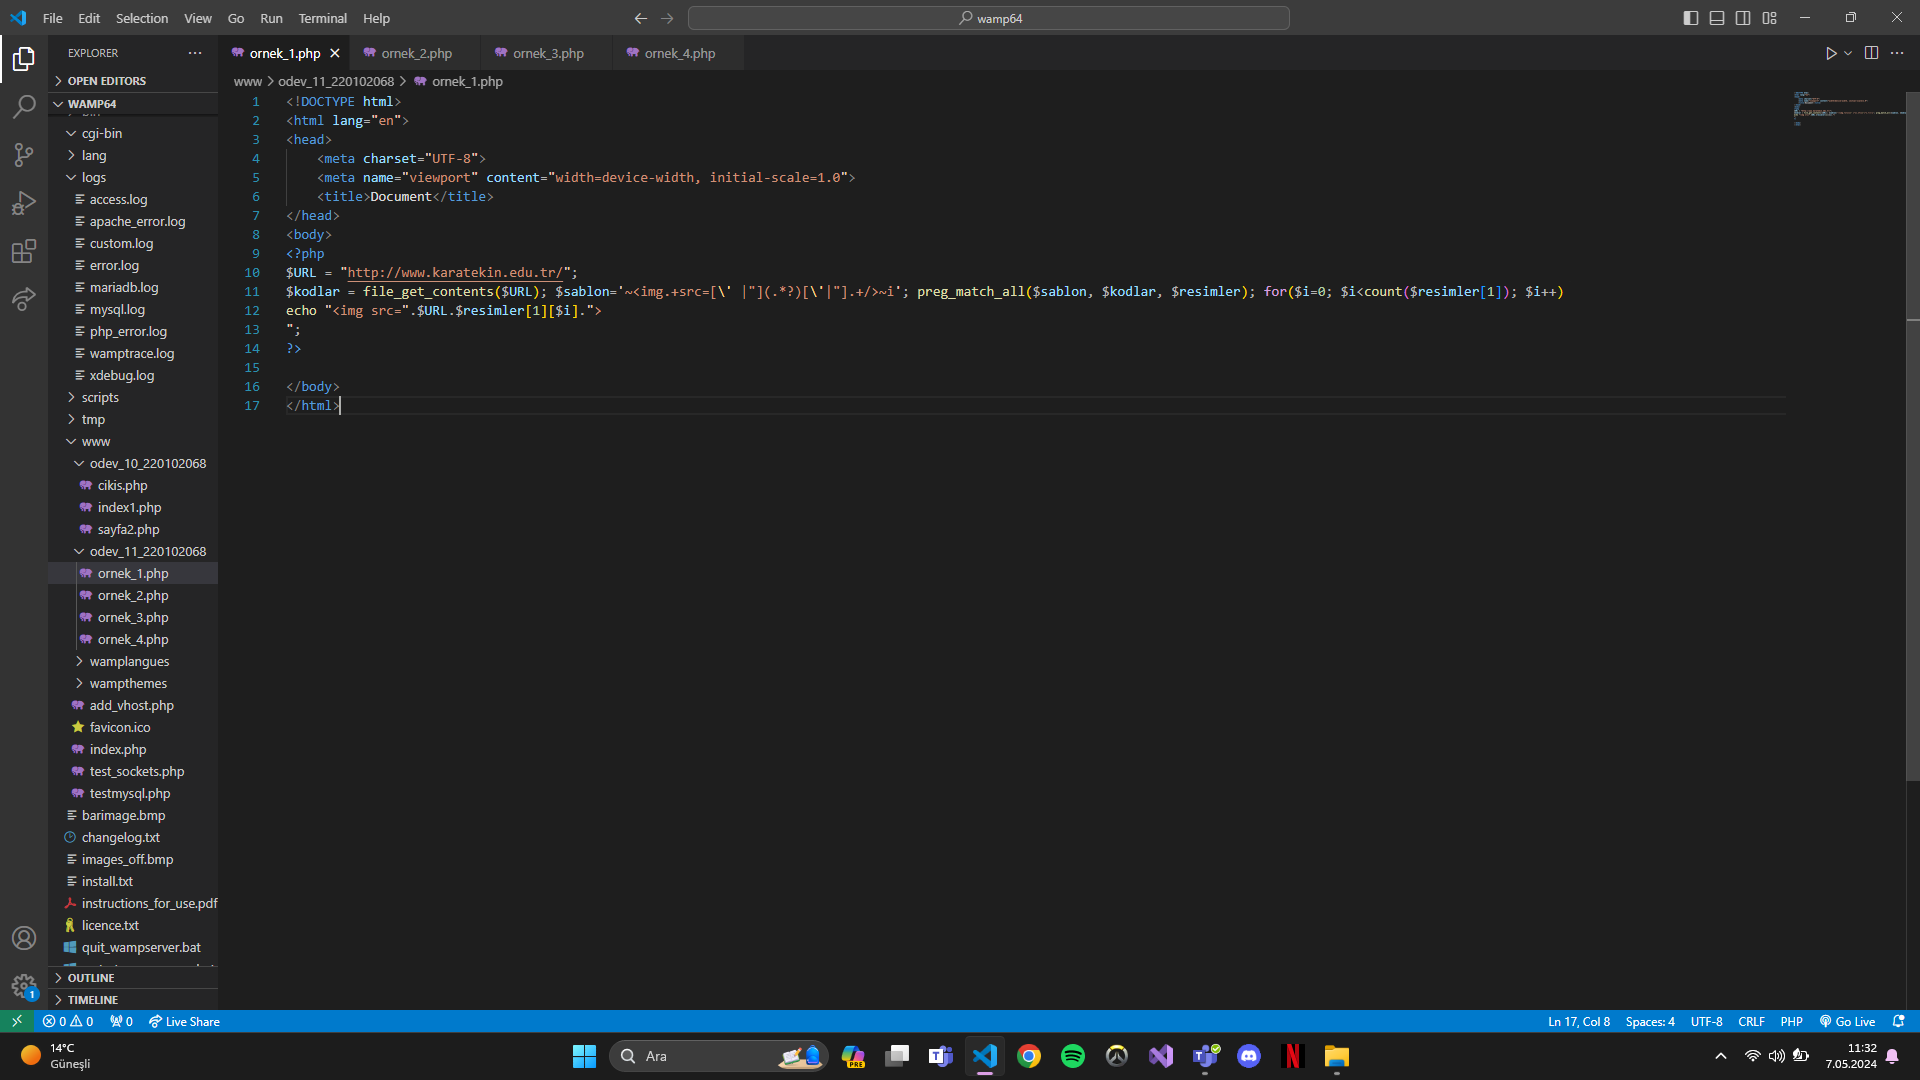 File Edit Selection View Go Run Terminal Help
wamp64
EXPLORER
OPEN EDITORS
WAMP64
cgi-bin
lang
logs
access.log
apache_error.log
custom.log
error.log
mariadb.log
mysql.log
php_error.log
wamptrace.log
xdebug.log
scripts
tmp
www
odev_10_220102068
cikis.php
index1.php
sayfa2.php
odev_11_220102068
ornek_1.php
ornek_2.php
ornek_3.php
ornek_4.php
wamplangues
wampthemes
add_vhost.php
favicon.ico
index.php
test_sockets.php
testmysql.php
barimage.bmp
changelog.txt
images_off.bmp
install.txt
instructions_for_use.pdf
licence.txt
quit_wampserver.bat
OUTLINE
TIMELINE
ornek_1.php ornek_2.php ornek_3.php ornek_4.php
www > odev_11_220102068 > ornek_1.php
1 <!DOCTYPE html>
2 <html lang="en">
3 <head>
4     <meta charset="UTF-8">
5     <meta name="viewport" content="width=device-width, initial-scale=1.0">
6     <title>Document</title>
7 </head>
8 <body>
9 <?php
10 $URL = "http://www.karatekin.edu.tr/";
11 $kodlar = file_get_contents($URL); $sablon='~<img.+src=[\' |"](.*?)[\'|"].+/>~i'; preg_match_all($sablon, $kodlar, $resimler); for($i=0; $i<count($resimler[1]); $i++)
12 echo "<img src=".$URL.$resimler[1][$i].">
13 ";
14 ?>
15
16 </body>
17 </html>
0 0 0 Live Share
Ln 17, Col 8 Spaces: 4 UTF-8 CRLF PHP Go Live
14°C
Güneşli
Ara
PRE
11:32
7.05.2024